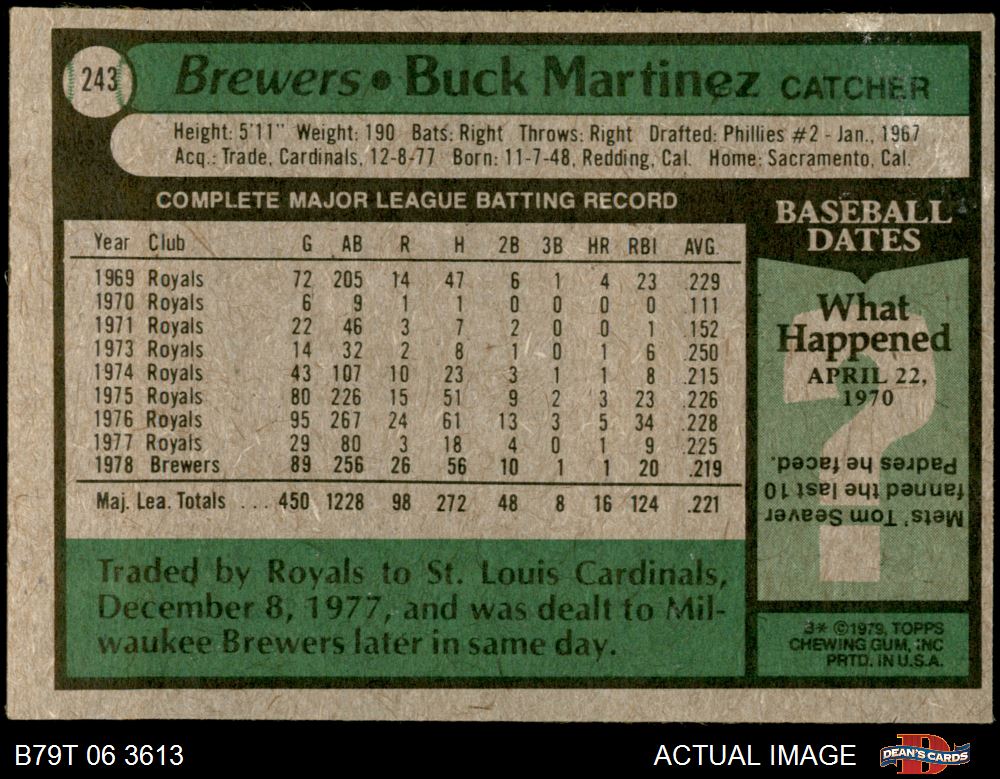 243
Brewers • Buck Martinez CATCHER
Height: 5'11" Weight: 190 Bats: Right Throws: Right Drafted: Phillies #2 - Jan., 1967
Acq.: Trade, Cardinals, 12-8-77 Born: 11-7-48, Redding, Cal. Home: Sacramento, Cal.
COMPLETE MAJOR LEAGUE BATTING RECORD
Year Club G AB R H 2B 3B HR RBI AVG.
1969 Royals 72 205 14 47 6 1 4 23 .229
1970 Royals 6 9 1 1 0 0 0 0 .111
1971 Royals 22 46 3 7 2 0 0 1 .152
1973 Royals 14 32 2 8 1 0 1 6 .250
1974 Royals 43 107 10 23 3 1 1 8 .215
1975 Royals 80 226 15 51 9 2 3 23 .226
1976 Royals 95 267 24 61 13 3 5 34 .228
1977 Royals 29 80 3 18 4 0 1 9 .225
1978 Brewers 89 256 26 56 10 1 1 20 .219
Maj. Lea. Totals ... 450 1228 98 272 48 8 16 124 .221
Traded by Royals to St. Louis Cardinals,
December 8, 1977, and was dealt to Mil-
waukee Brewers later in same day.
BASEBALL
DATES
What
Happened
APRIL 22,
1970
?
Mets' Tom Seaver
fanned the last 10
Padres he faced.
B* ©1979, TOPPS
CHEWING GUM, INC
PRTD. IN U.S.A.
B79T 06 3613
ACTUAL IMAGE
DEAN'S CARDS